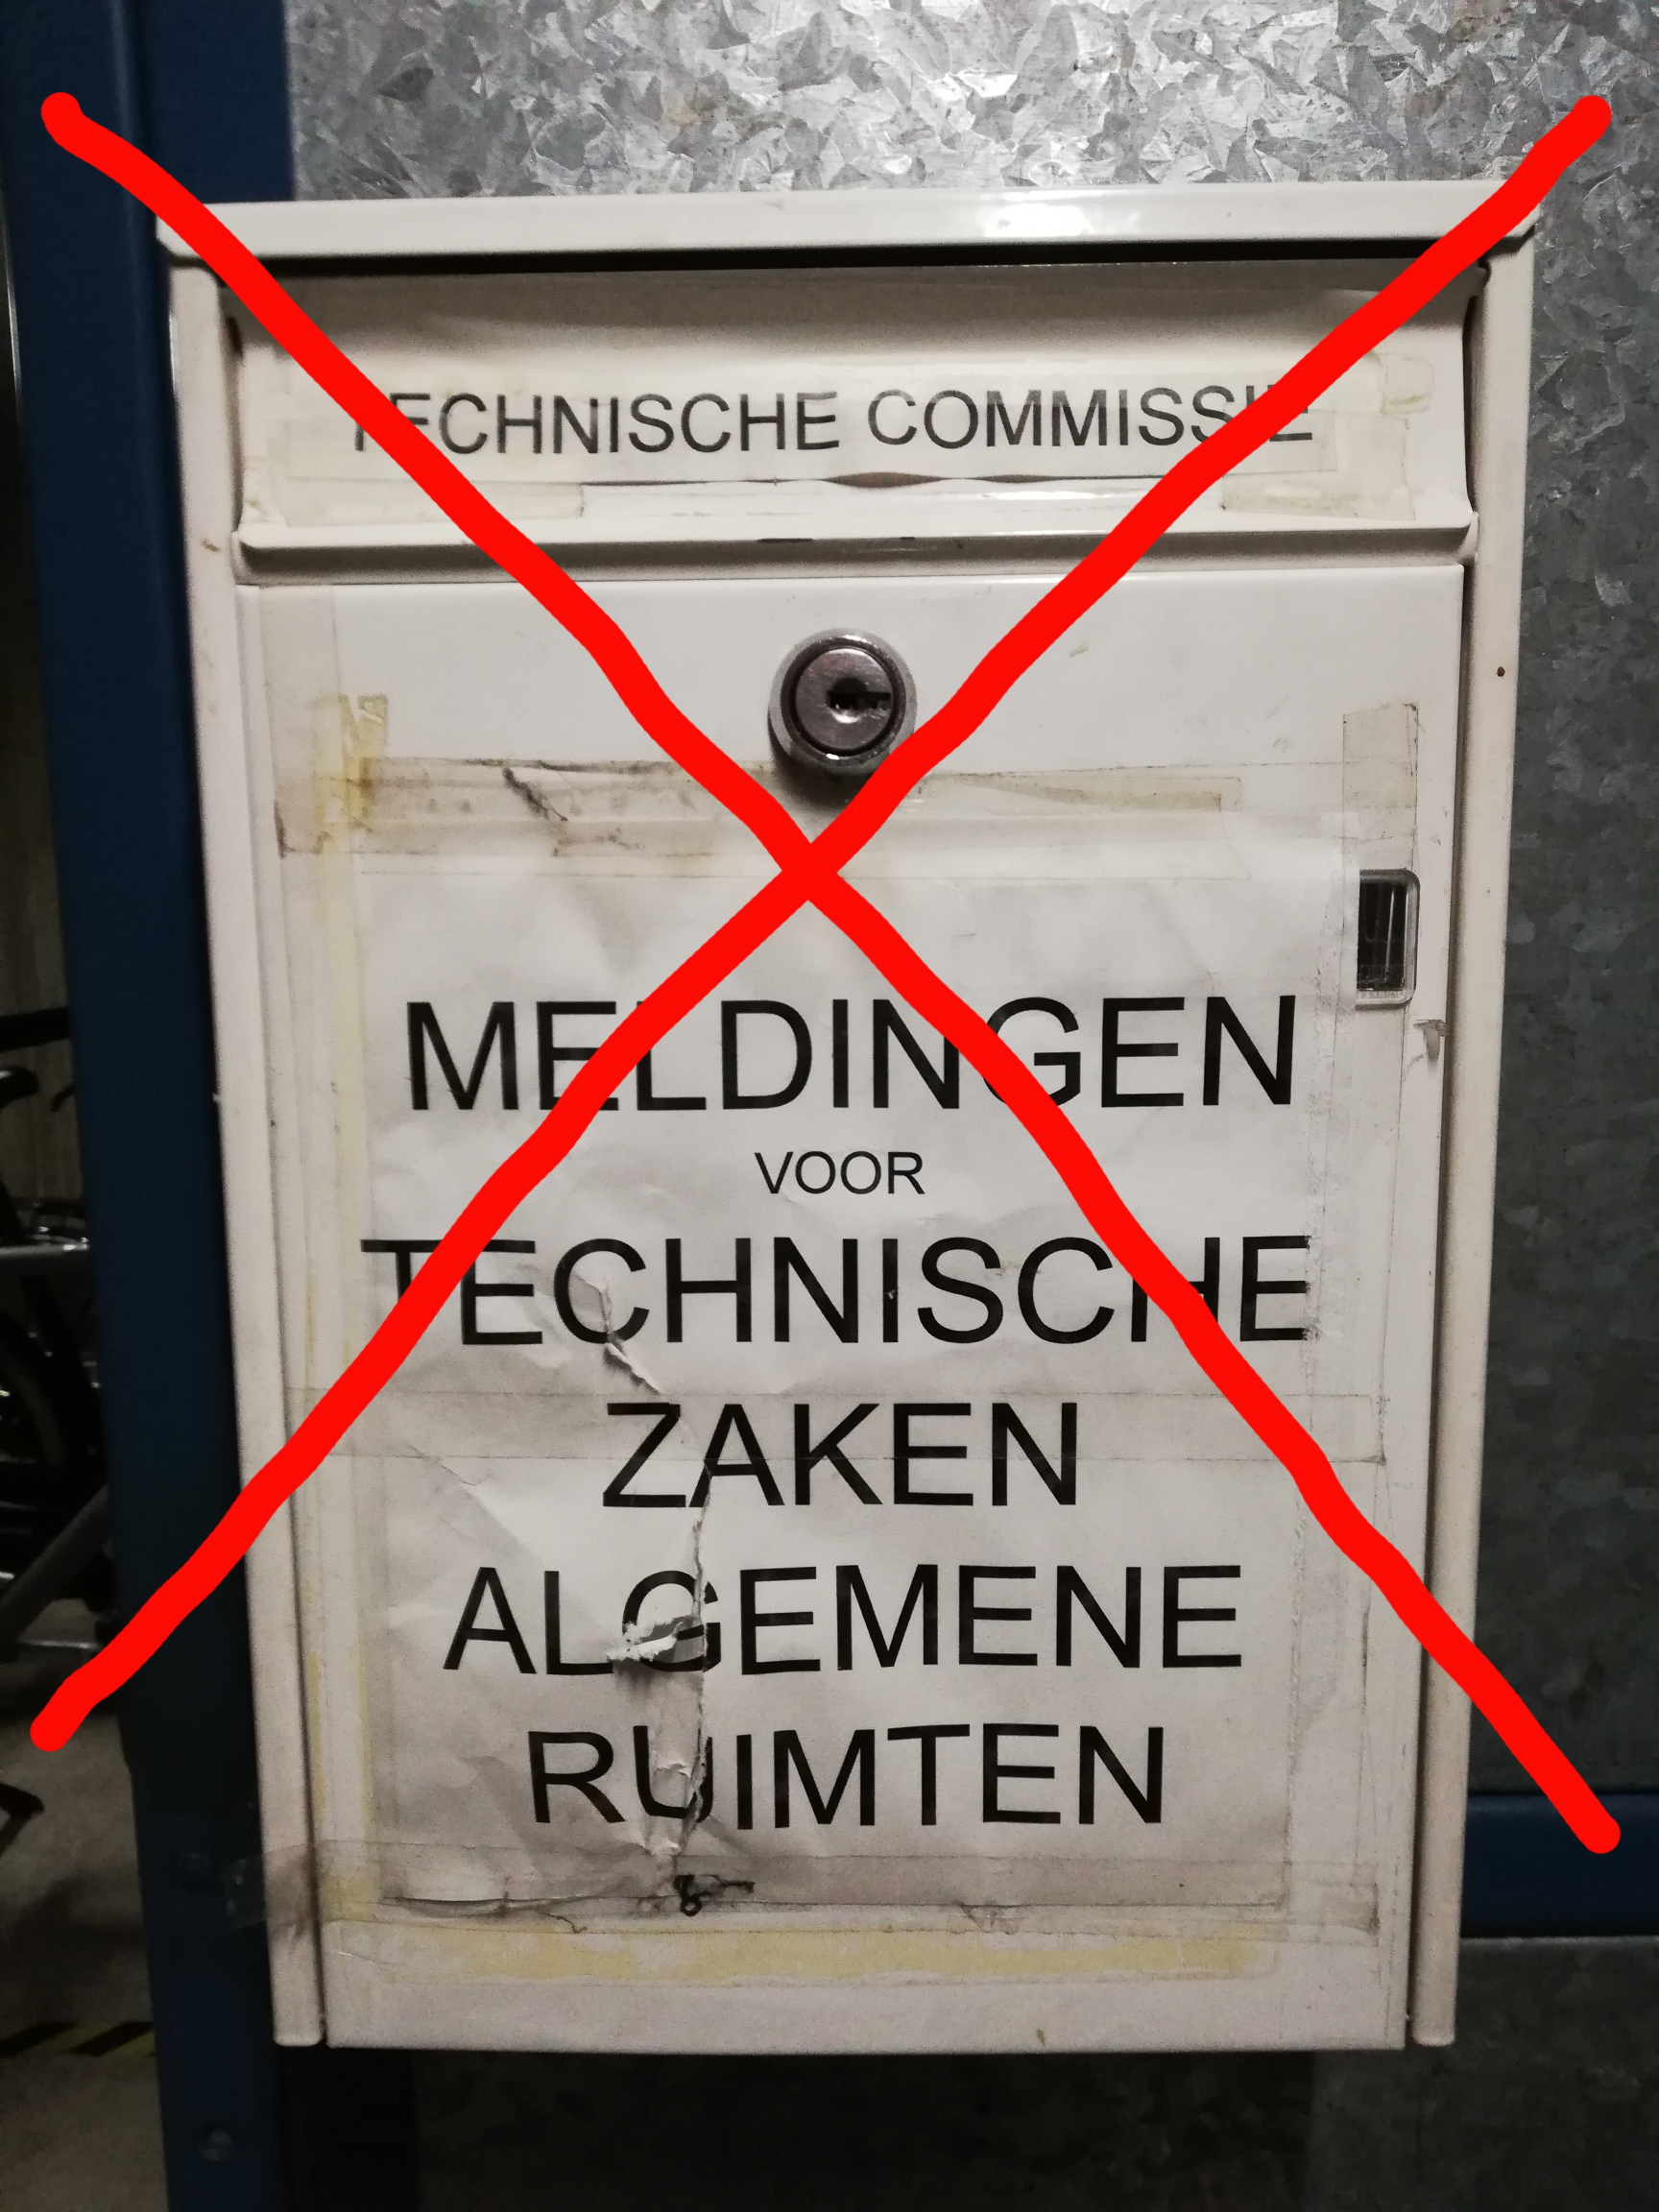 TECHNISCHE COMMISSIE
MELDINGEN
VOOR
TECHNISCHE
ZAKEN
ALGEMENE
RUIMTEN